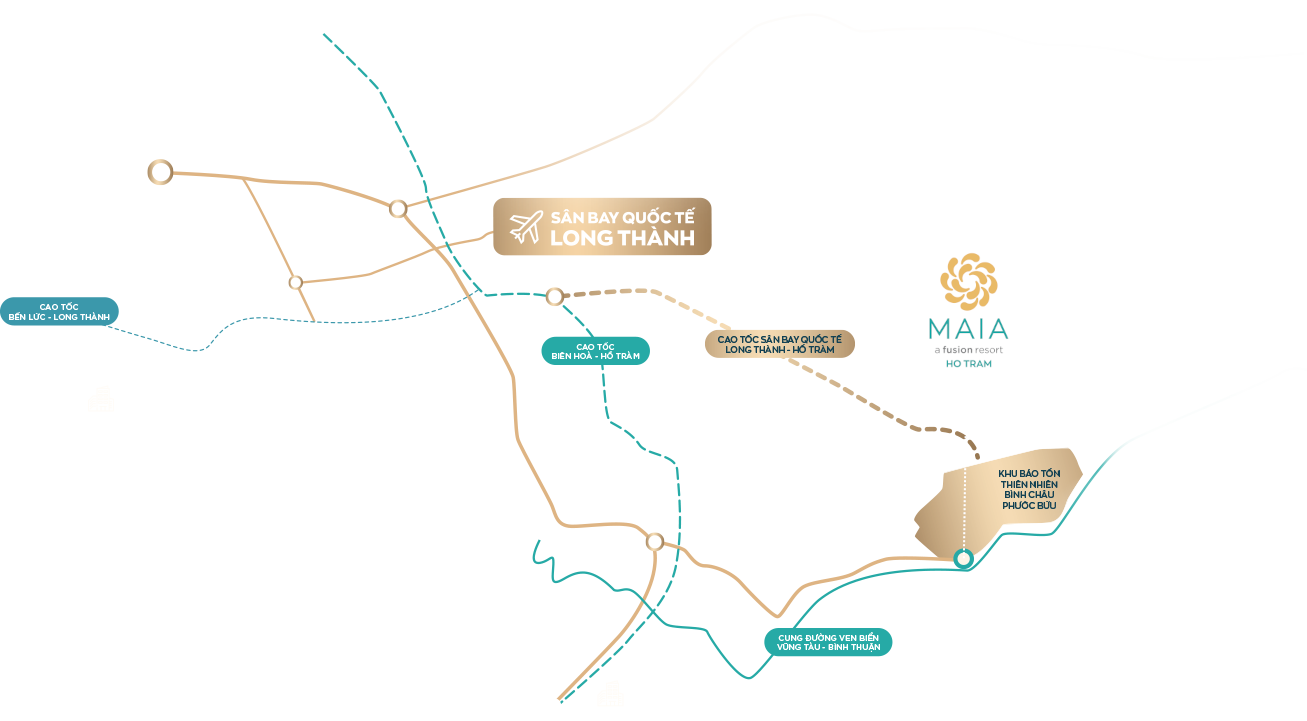 SÂN BAY QUỐC TẾ
LONG THÀNH
MAIA
a fusion resort
HO TRAM
CAO TỐC
BẾN LỨC - LONG THÀNH
CAO TỐC
BIÊN HOÀ - HỒ TRÀM
CAO TỐC SÂN BAY QUỐC TẾ
LONG THÀNH - HỒ TRÀM
KHU BẢO TỒN
THIÊN NHIÊN
BÌNH CHÂU
PHƯỚC BỬU
CUNG ĐƯỜNG VEN BIỂN
VŨNG TÀU - BÌNH THUẬN